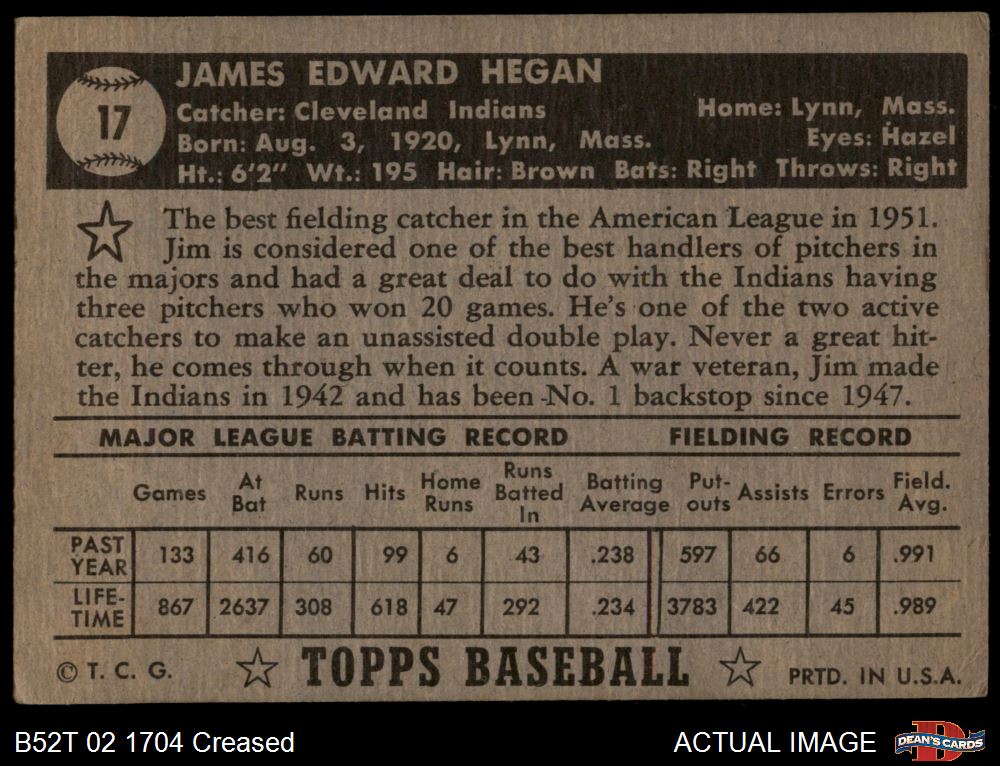 17
JAMES EDWARD HEGAN
Catcher: Cleveland Indians Home: Lynn, Mass.
Born: Aug. 3, 1920, Lynn, Mass. Eyes: Hazel
Ht.: 6'2" Wt.: 195 Hair: Brown Bats: Right Throws: Right
The best fielding catcher in the American League in 1951.
Jim is considered one of the best handlers of pitchers in
the majors and had a great deal to do with the Indians having
three pitchers who won 20 games. He's one of the two active
catchers to make an unassisted double play. Never a great hit-
ter, he comes through when it counts. A war veteran, Jim made
the Indians in 1942 and has been No. 1 backstop since 1947.
MAJOR LEAGUE BATTING RECORD FIELDING RECORD
Games At Bat Runs Hits Home Runs Runs Batted In Batting Average Put-outs Assists Errors Field. Avg.
PAST YEAR 133 416 60 99 6 43 .238 597 66 6 .991
LIFE-TIME 867 2637 308 618 47 292 .234 3783 422 45 .989
© T. C. G. TOPPS BASEBALL PRTD. IN U.S.A.
B52T 02 1704 Creased ACTUAL IMAGE DEAN'S CARDS